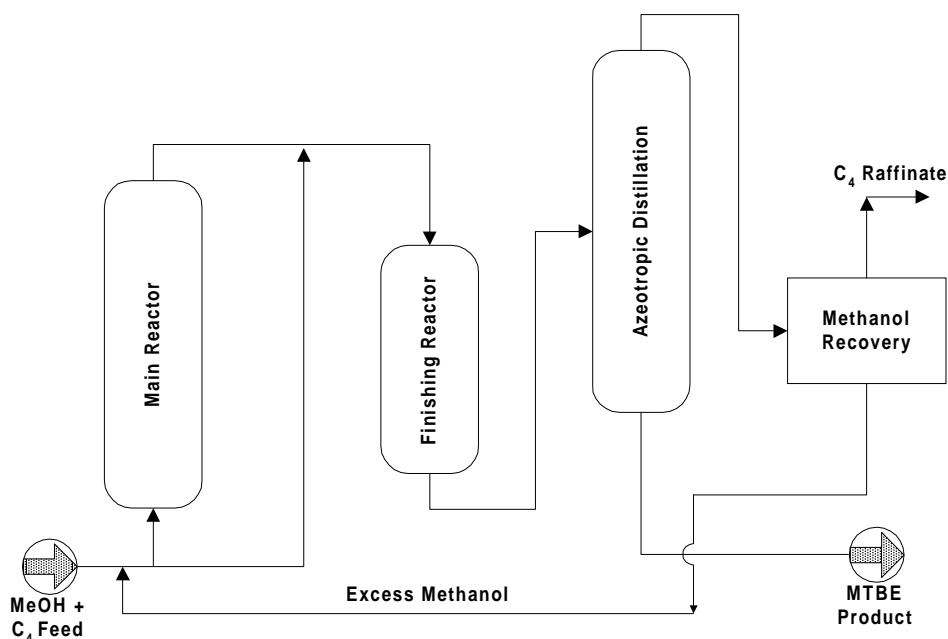 Main Reactor
Finishing Reactor
Azeotropic Distillation
C4 Raffinate
Methanol
Recovery
Excess Methanol
MeOH +
C4 Feed
MTBE
Product